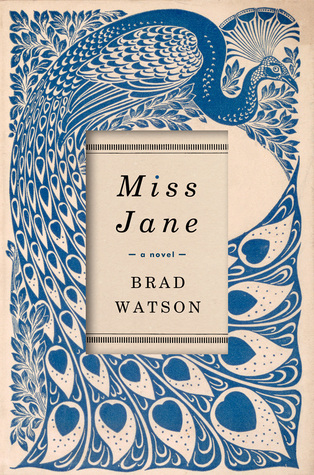 Miss
Jane
— a novel —
BRAD
WATSON